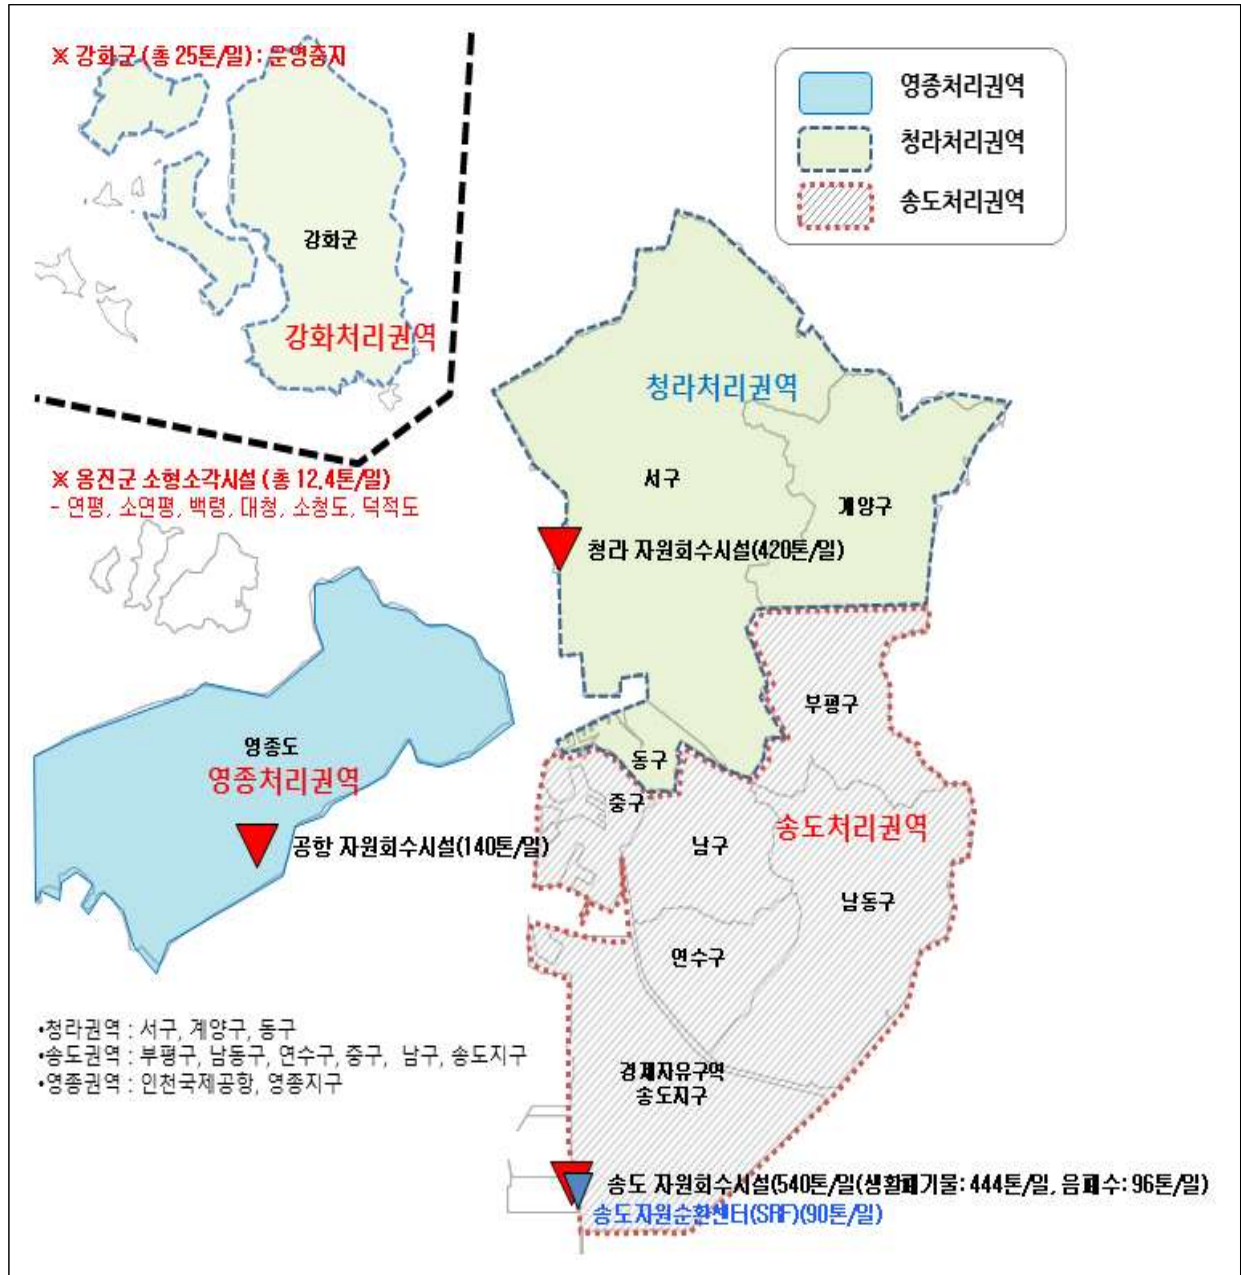 ※ 강화군 (총 25톤/일) : 운영중지
영종처리권역
청라처리권역
송도처리권역
강화군
강화처리권역
청라처리권역
서구
계양구
※ 옹진군 소형소각시설 (총 12.4톤/일)
- 연평, 소연평, 백령, 대청, 소청도, 덕적도
청라 자원회수시설(420톤/일)
부평구
영종도
영종처리권역
동구
중구
남구
송도처리권역
공항 자원회수시설(140톤/일)
남동구
연수구
•청라권역 : 서구, 계양구, 동구
•송도권역 : 부평구, 남동구, 연수구, 중구, 남구, 송도지구
•영종권역 : 인천국제공항, 영종지구
경제자유구역
송도지구
송도 자원회수시설(540톤/일(생활폐기물: 444톤/일, 음폐수: 96톤/일)
송도자원순환센터(SRF)(90톤/일)